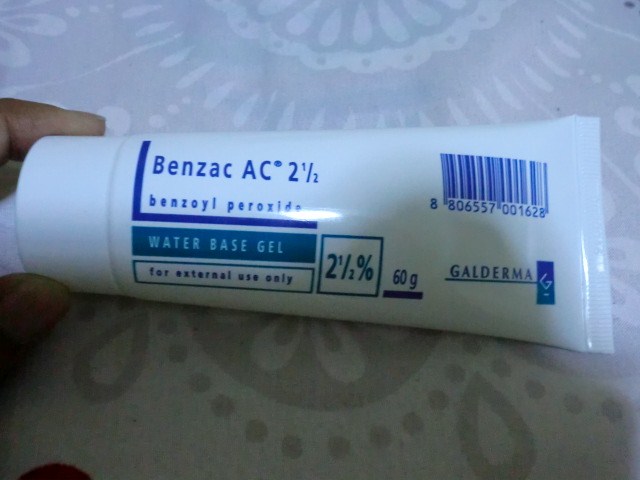 Benzac AC® 2½
benzoyl peroxide
WATER BASE GEL
for external use only
2½%
60 g
8 806557 001628
GALDERMA
G